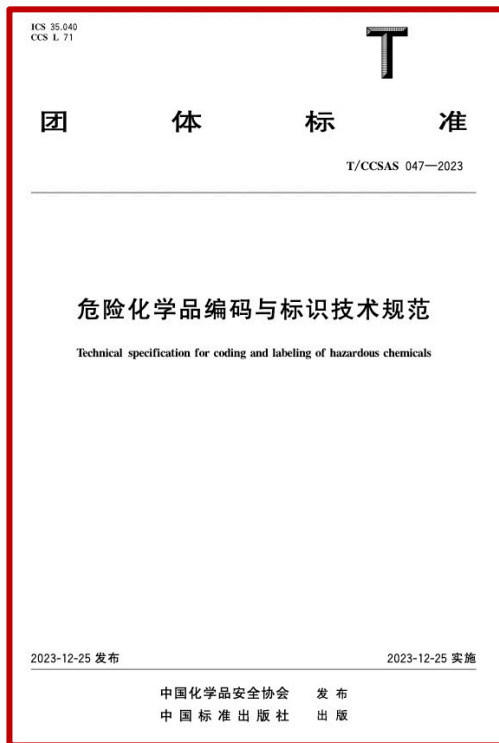 ICS 35.040
CCS L 71
T
团体标准
T/CCSAS 047—2023
危险化学品编码与标识技术规范
Technical specification for coding and labeling of hazardous chemicals
2023-12-25 发布 2023-12-25 实施
中国化学品安全协会 发布
中国标准出版社 出版